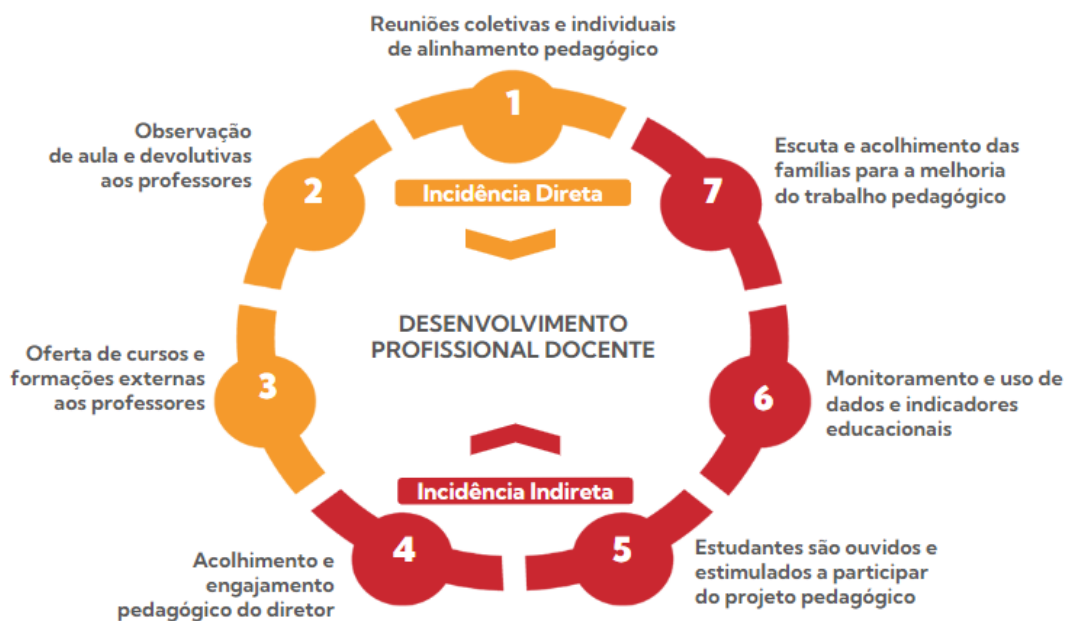 Reuniões coletivas e individuais
de alinhamento pedagógico
1
Observação
de aula e devolutivas
aos professores
2
Incidência Direta
7
Escuta e acolhimento das
famílias para a melhoria
do trabalho pedagógico
DESENVOLVIMENTO
PROFISSIONAL DOCENTE
Oferta de cursos e
formações externas
aos professores
3
6
Monitoramento e uso de
dados e indicadores
educacionais
Incidência Indireta
Acolhimento e
engajamento
pedagógico do diretor
4
5
Estudantes são ouvidos e
estimulados a participar
do projeto pedagógico